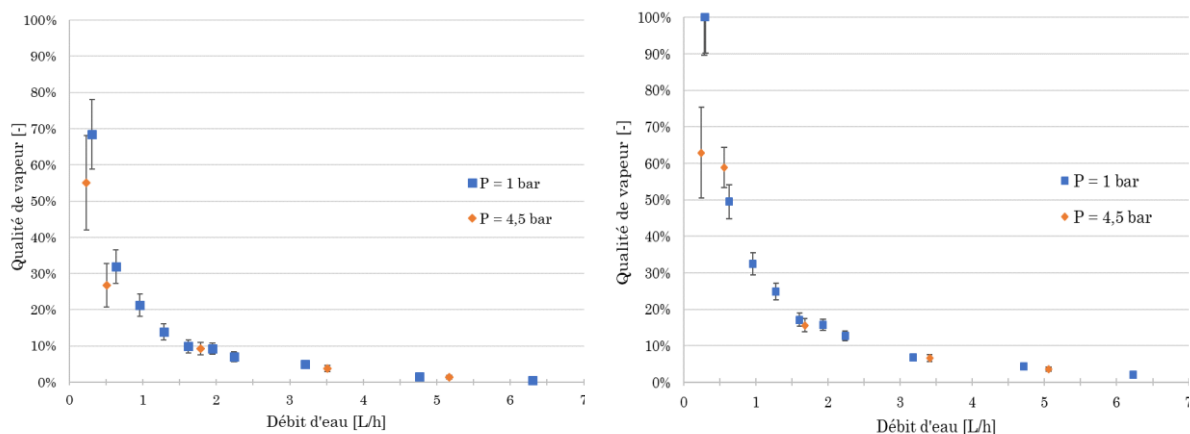 100%
90%
80%
70%
60%
50%
40%
30%
20%
10%
0%
Qualité de vapeur [-]
P = 1 bar
P = 4,5 bar
0 1 2 3 4 5 6 7
Débit d'eau [L/h]
100%
90%
80%
70%
60%
50%
40%
30%
20%
10%
0%
Qualité de vapeur [-]
P = 1 bar
P = 4,5 bar
0 1 2 3 4 5 6 7
Débit d'eau [L/h]